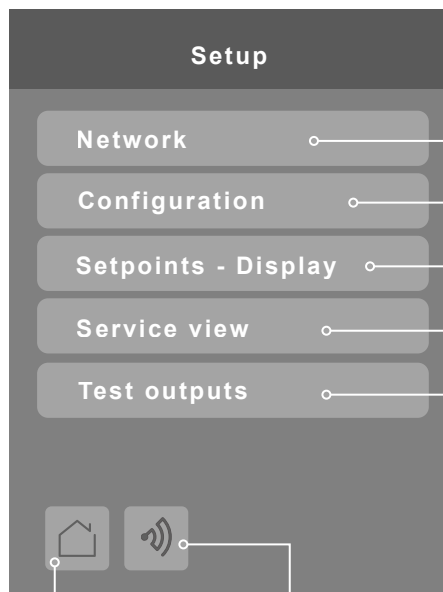 Setup
Network
Configuration
Setpoints - Display
Service view
Test outputs